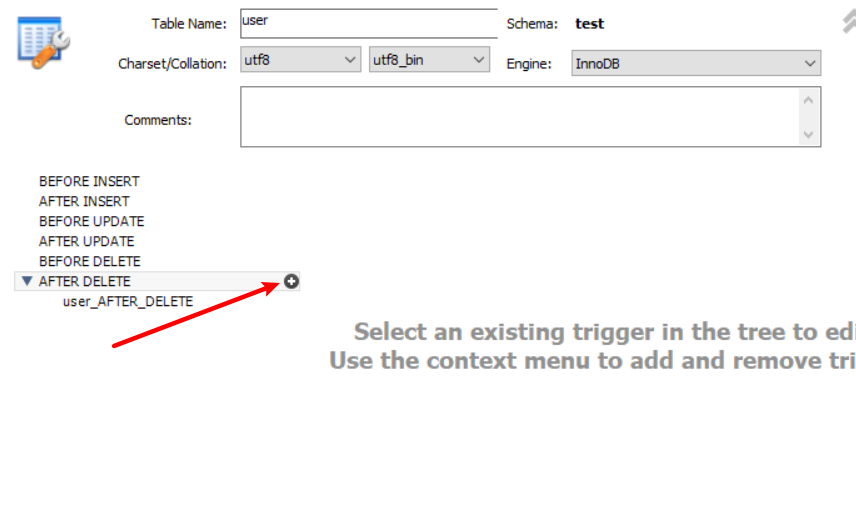 Table Name: user Schema: test
Charset/Collation: utf8 utf8_bin Engine: InnoDB
Comments:
BEFORE INSERT
AFTER INSERT
BEFORE UPDATE
AFTER UPDATE
BEFORE DELETE
AFTER DELETE
user_AFTER_DELETE
Select an existing trigger in the tree to edi
Use the context menu to add and remove tri